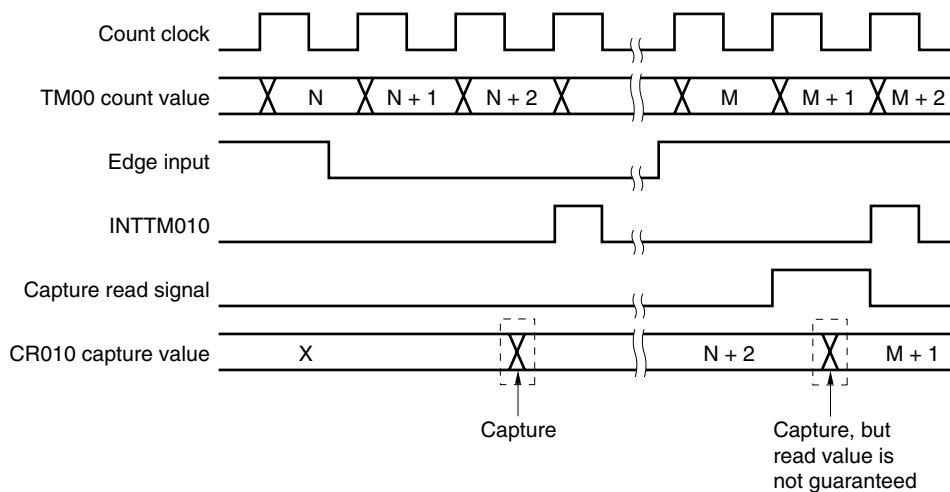 Count clock
TM00 count value
N
N + 1
N + 2
M
M + 1
M + 2
Edge input
INTTM010
Capture read signal
CR010 capture value
X
N + 2
M + 1
Capture
Capture, but
read value is
not guaranteed